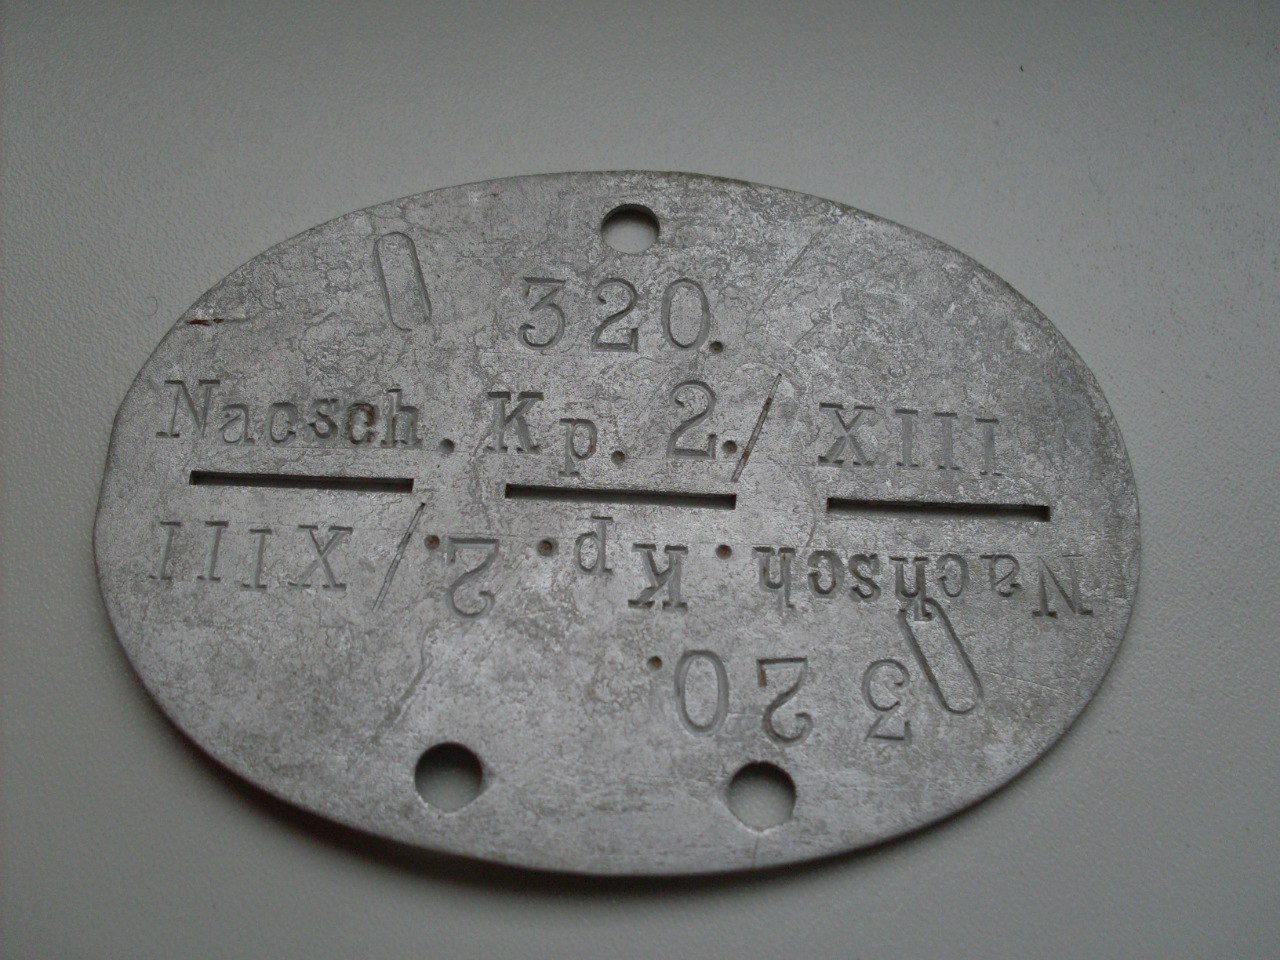 0 320.
Nacsch. Kp. 2./ XIII
0 320.
Nachsch. Kp. 2./ XIII